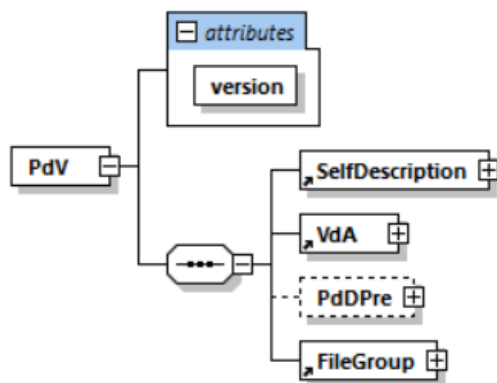 attributes
version
PdV
SelfDescription
VdA
PdDPre
FileGroup